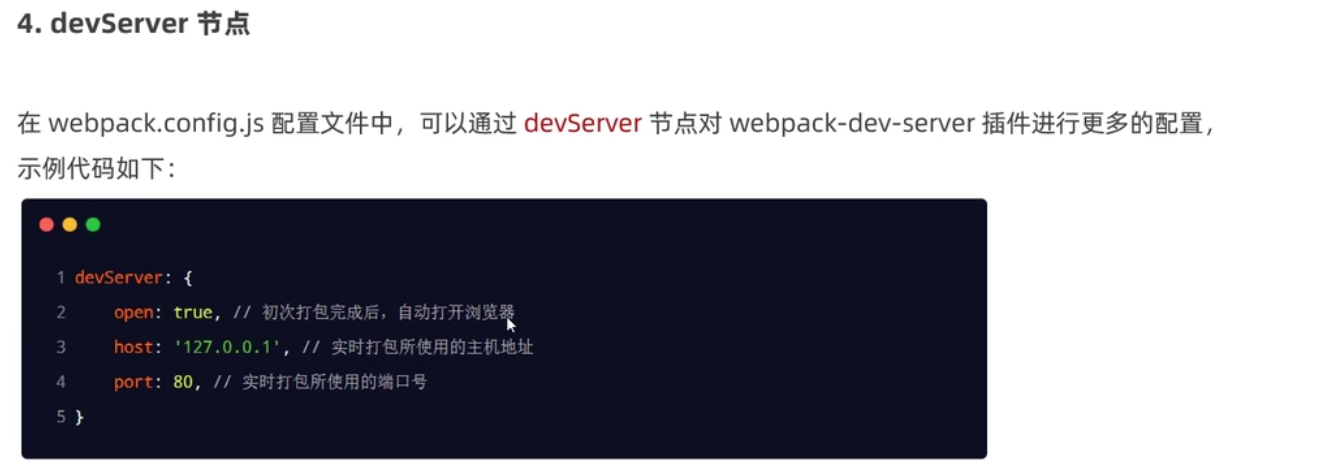 4. devServer 节点
在 webpack.config.js 配置文件中，可以通过 devServer 节点对 webpack-dev-server 插件进行更多的配置，
示例代码如下：
1 devServer: {
2     open: true, // 初次打包完成后，自动打开浏览器
3     host: '127.0.0.1', // 实时打包所使用的主机地址
4     port: 80, // 实时打包所使用的端口号
5 }